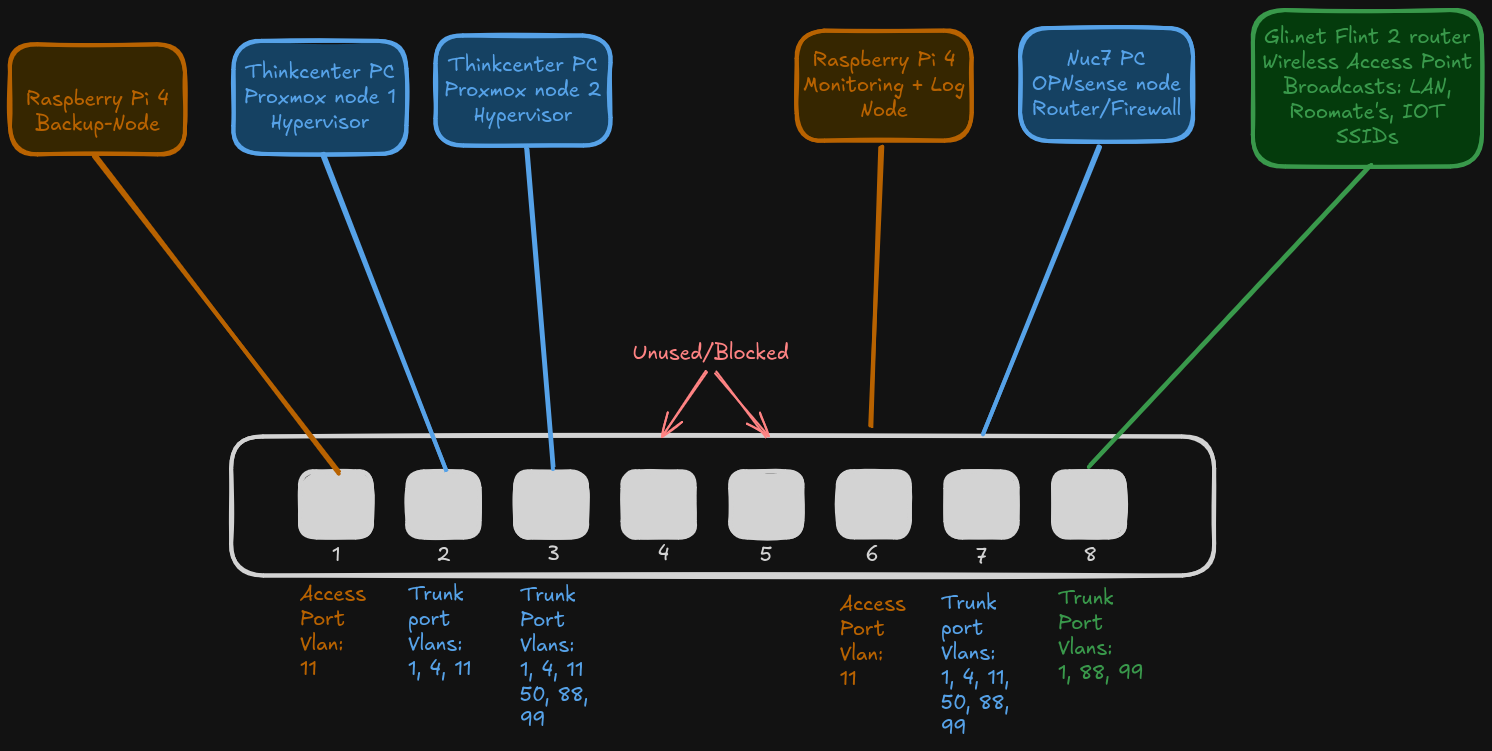 Raspberry Pi 4
Backup-Node
Thinkcenter PC
Proxmox node 1
Hypervisor
Thinkcenter PC
Proxmox node 2
Hypervisor
Raspberry Pi 4
Monitoring + Log
Node
Nuc7 PC
OPNsense node
Router/Firewall
Gli.net Flint 2 router
Wireless Access Point
Broadcasts: LAN,
Roomate's, IOT
SSIDs
Unused/Blocked
1
2
3
4
5
6
7
8
Access
Port
Vlan:
11
Trunk
port
Vlans:
1, 4, 11
Trunk
Port
Vlans:
1, 4, 11
50, 88,
99
Access
Port
Vlan:
11
Trunk
port
Vlans:
1, 4, 11,
50, 88,
99
Trunk
Port
Vlans:
1, 88, 99